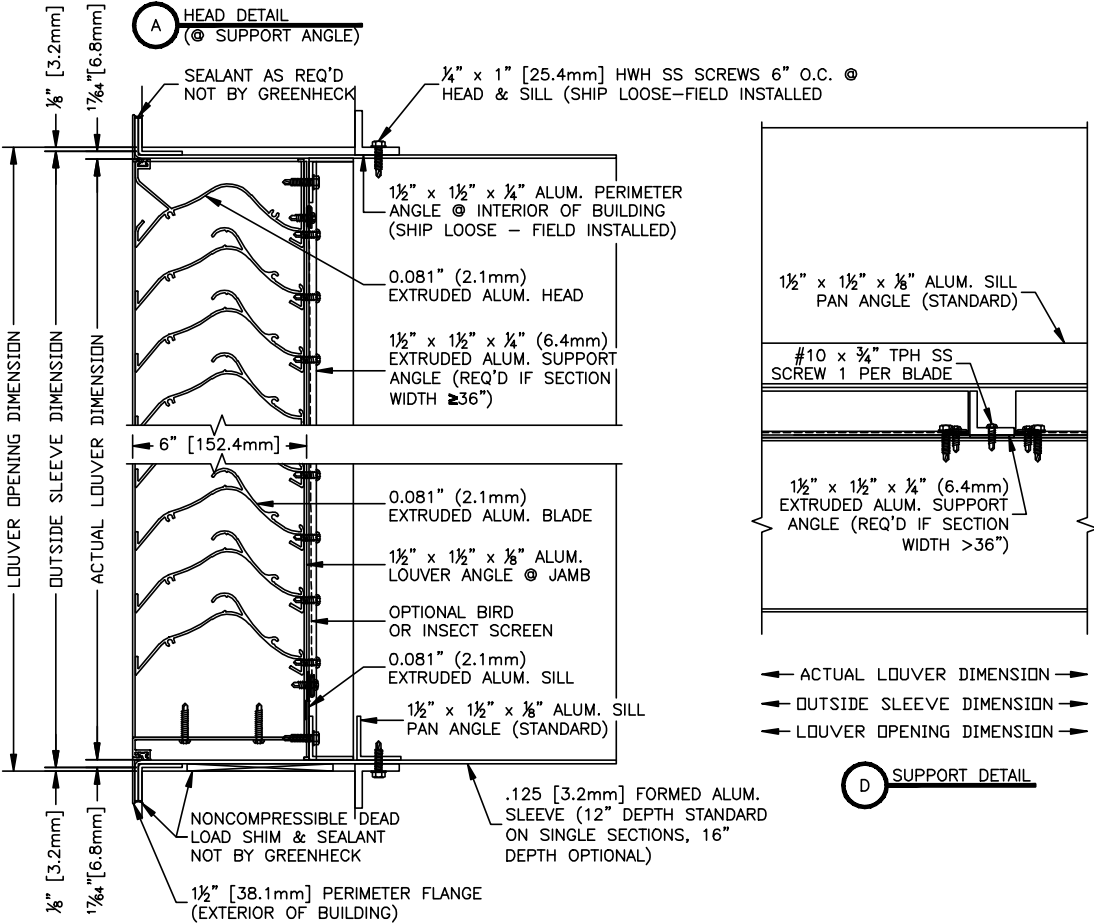 A
HEAD DETAIL
(@ SUPPORT ANGLE)
⅛" [3.2mm]
17⁄64"[6.8mm]
SEALANT AS REQ'D
NOT BY GREENHECK
¼" x 1" [25.4mm] HWH SS SCREWS 6" O.C. @
HEAD & SILL (SHIP LOOSE-FIELD INSTALLED
1½" x 1½" x ¼" ALUM. PERIMETER
ANGLE @ INTERIOR OF BUILDING
(SHIP LOOSE - FIELD INSTALLED)
0.081" (2.1mm)
EXTRUDED ALUM. HEAD
1½" x 1½" x ¼" (6.4mm)
EXTRUDED ALUM. SUPPORT
ANGLE (REQ'D IF SECTION
WIDTH ≥36")
LOUVER OPENING DIMENSION
OUTSIDE SLEEVE DIMENSION
ACTUAL LOUVER DIMENSION
6" [152.4mm]
0.081" (2.1mm)
EXTRUDED ALUM. BLADE
1½" x 1½" x ⅛" ALUM.
LOUVER ANGLE @ JAMB
OPTIONAL BIRD
OR INSECT SCREEN
0.081" (2.1mm)
EXTRUDED ALUM. SILL
1½" x 1½" x ⅛" ALUM. SILL
PAN ANGLE (STANDARD)
.125 [3.2mm] FORMED ALUM.
SLEEVE (12" DEPTH STANDARD
ON SINGLE SECTIONS, 16"
DEPTH OPTIONAL)
NONCOMPRESSIBLE DEAD
LOAD SHIM & SEALANT
NOT BY GREENHECK
1½" [38.1mm] PERIMETER FLANGE
(EXTERIOR OF BUILDING)
⅛" [3.2mm]
17⁄64"[6.8mm]
1½" x 1½" x ⅛" ALUM. SILL
PAN ANGLE (STANDARD)
#10 x ¾" TPH SS
SCREW 1 PER BLADE
1½" x 1½" x ¼" (6.4mm)
EXTRUDED ALUM. SUPPORT
ANGLE (REQ'D IF SECTION
WIDTH >36")
ACTUAL LOUVER DIMENSION
OUTSIDE SLEEVE DIMENSION
LOUVER OPENING DIMENSION
D
SUPPORT DETAIL